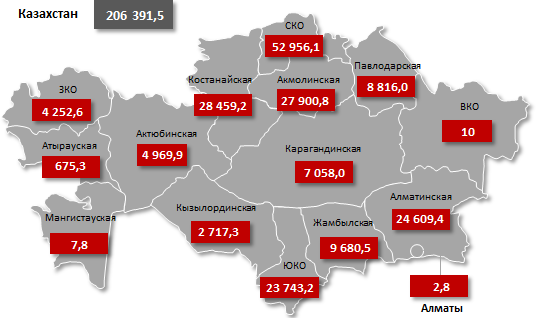 Казахстан 206 391,5
СКО
52 956,1
Павлодарская
8 816,0
Костанайская
28 459,2
Акмолинская
27 900,8
ЗКО
4 252,6
ВКО
10
Актюбинская
4 969,9
Атырауская
675,3
Карагандинская
7 058,0
Алматинская
24 609,4
Мангистауская
7,8
Кызылординская
2 717,3
Жамбылская
9 680,5
ЮКО
23 743,2
2,8
Алматы